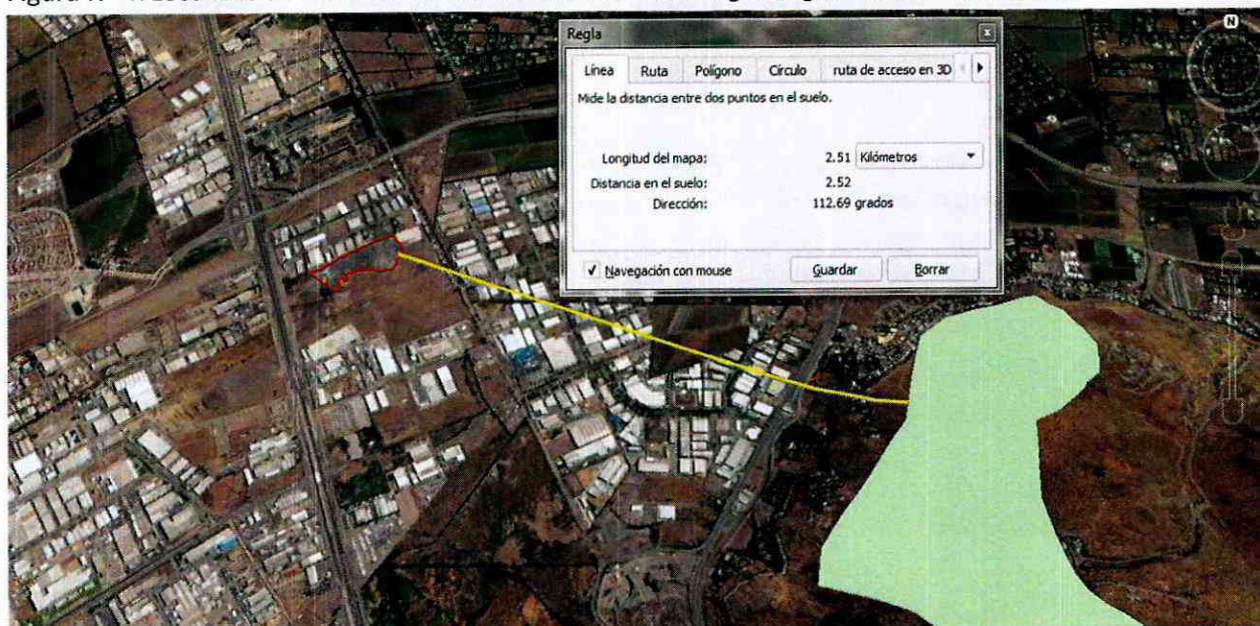 Regla
Línea Ruta Polígono Círculo ruta de acceso en 3D
Mide la distancia entre dos puntos en el suelo.
Longitud del mapa: 2.51 Kilómetros
Distancia en el suelo: 2.52
Dirección: 112.69 grados
Navegación con mouse Guardar Borrar
N